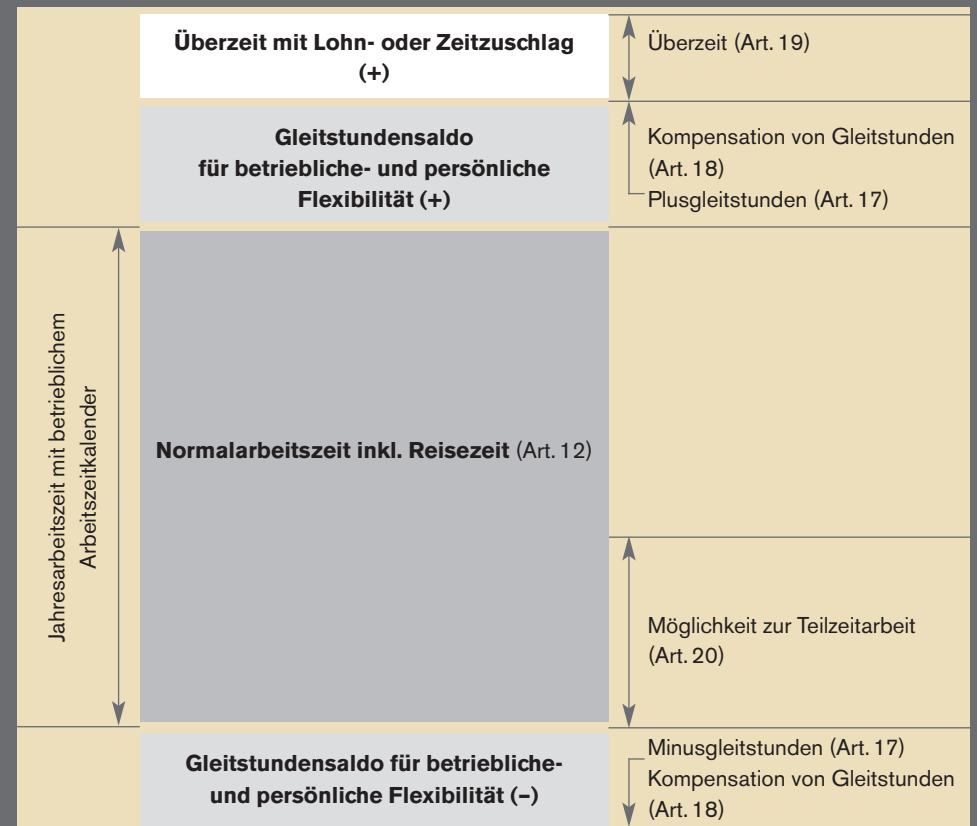 Überzeit mit Lohn- oder Zeitzuschlag
(+)
Überzeit (Art. 19)
Gleitstundensaldo
für betriebliche- und persönliche
Flexibilität (+)
Kompensation von Gleitstunden
(Art. 18)
Plusgleitstunden (Art. 17)
Jahresarbeitszeit mit betrieblichem
Arbeitszeitkalender
Normalarbeitszeit inkl. Reisezeit (Art. 12)
Möglichkeit zur Teilzeitarbeit
(Art. 20)
Gleitstundensaldo für betriebliche-
und persönliche Flexibilität (–)
Minusgleitstunden (Art. 17)
Kompensation von Gleitstunden
(Art. 18)